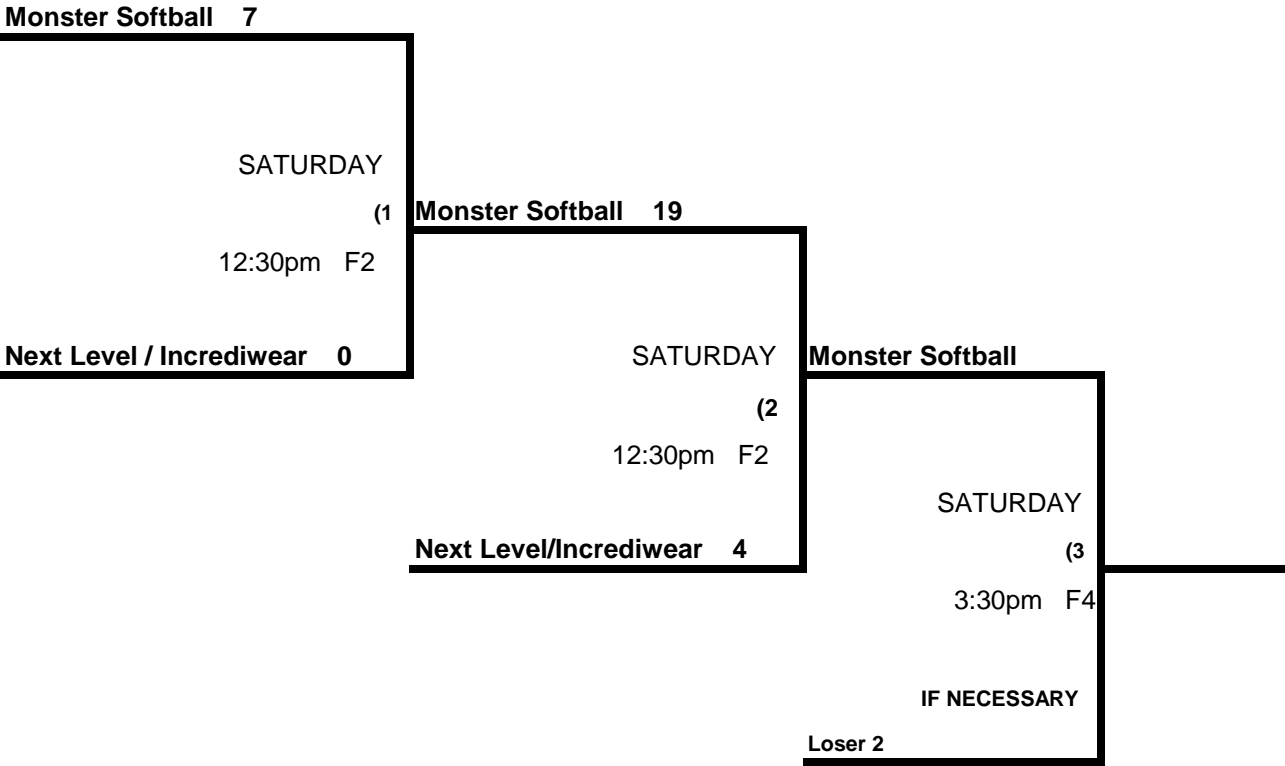 Monster Softball 7
SATURDAY
(1
Monster Softball 19
12:30pm F2
Next Level / Incrediwear 0
SATURDAY
Monster Softball
(2
12:30pm F2
SATURDAY
Next Level/Incrediwear 4
(3
3:30pm F4
IF NECESSARY
Loser 2